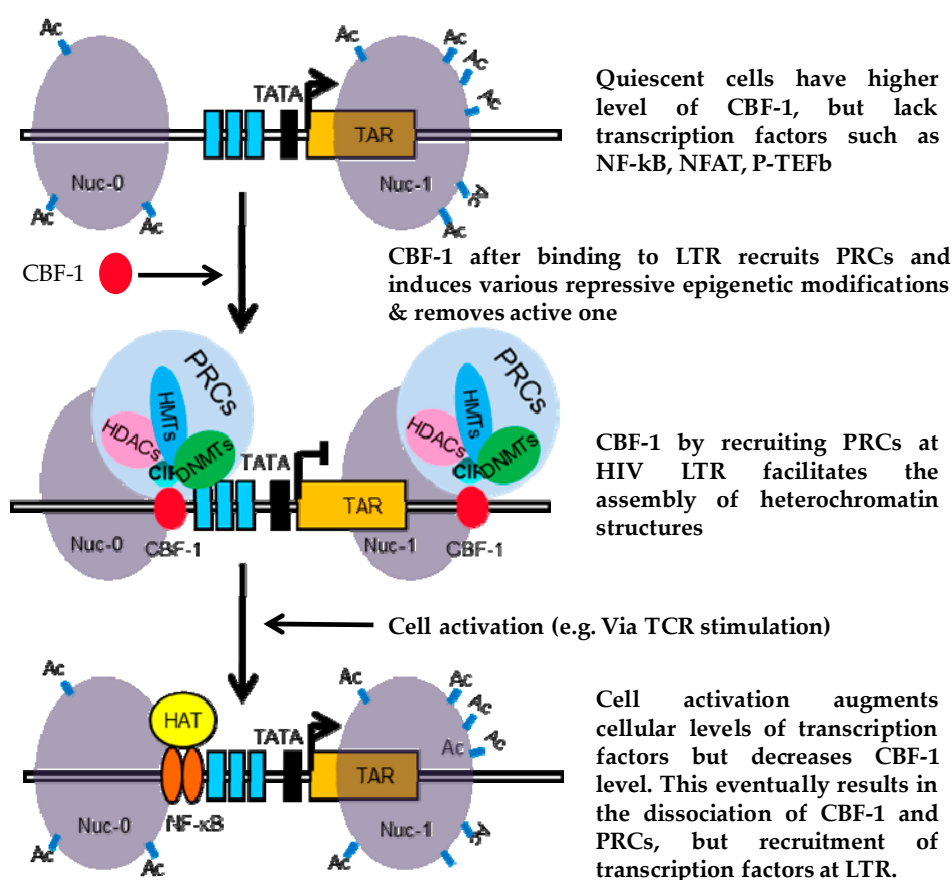 Ac
Ac
Ac
Ac
Ac
TATA
TAR
Nuc-0
Nuc-1
Ac
Ac
Ac
Ac
Quiescent cells have higher
level of CBF-1, but lack
transcription factors such as
NF-kB, NFAT, P-TEFb
CBF-1
CBF-1 after binding to LTR recruits PRCs and
induces various repressive epigenetic modifications
& removes active one
PRCs
HMTs
HDACs
CIR
DNMTs
TATA
TAR
Nuc-0
CBF-1
PRCs
HMTs
HDACs
CIR
DNMTs
Nuc-1
CBF-1
CBF-1 by recruiting PRCs at
HIV LTR facilitates the
assembly of heterochromatin
structures
Cell activation (e.g. Via TCR stimulation)
Ac
HAT
Ac
Ac
Ac
Ac
Ac
TATA
TAR
NF-κB
Nuc-0
Nuc-1
Ac
Ac
Ac
Ac
Cell activation augments
cellular levels of transcription
factors but decreases CBF-1
level. This eventually results in
the dissociation of CBF-1 and
PRCs, but recruitment of
transcription factors at LTR.